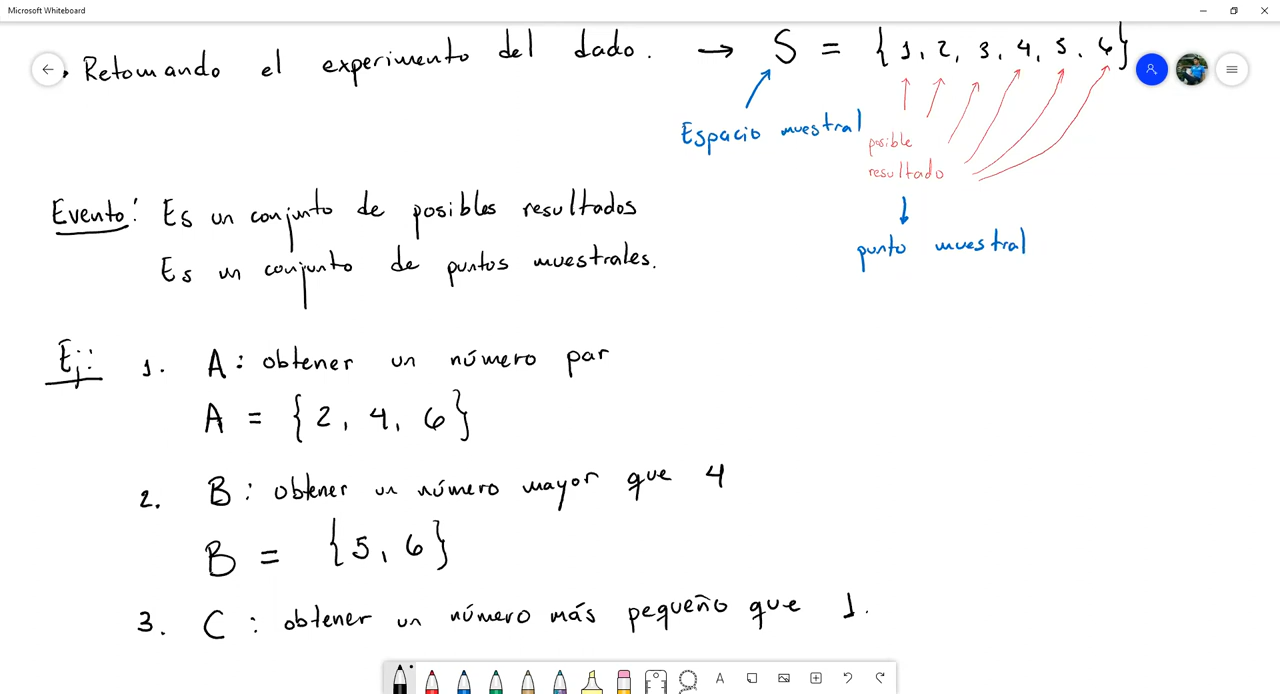 Microsoft Whiteboard
• Retomando el experimento del dado. → S = {1, 2, 3, 4, 5, 6}
Espacio muestral
posible
resultado
punto muestral
Evento: Es un conjunto de posibles resultados
Es un conjunto de puntos muestrales.
Ej: 1. A: obtener un número par
A = {2, 4, 6}
2. B: obtener un número mayor que 4
B = {5, 6}
3. C: obtener un número más pequeño que 1.
A